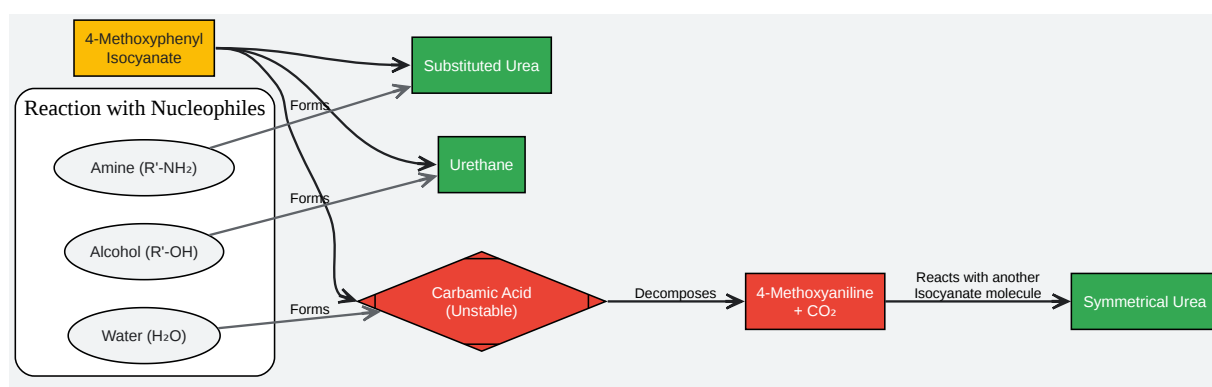 4-Methoxyphenyl
Isocyanate
Substituted Urea
Reaction with Nucleophiles
Forms
Amine (R'-NH₂)
Urethane
Forms
Alcohol (R'-OH)
Carbamic Acid
(Unstable)
Decomposes
4-Methoxyaniline
+ CO₂
Reacts with another
Isocyanate molecule
Symmetrical Urea
Forms
Water (H₂O)